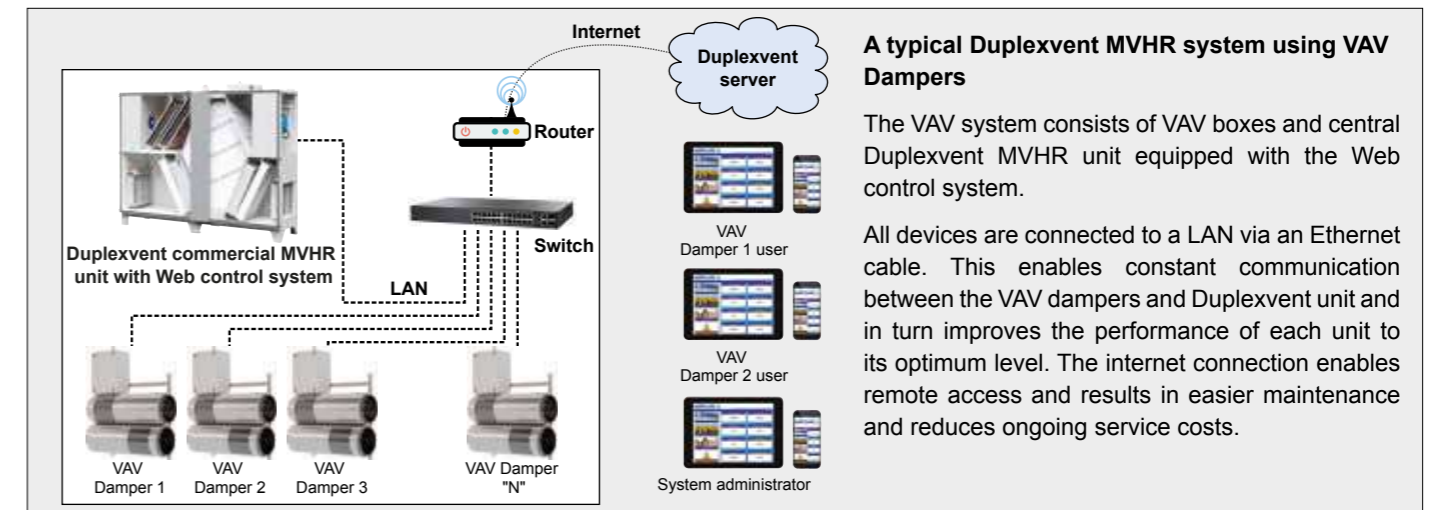 Internet
Duplexvent
server
Router
Switch
Duplexvent commercial MVHR
unit with Web control system
LAN
VAV
Damper 1
VAV
Damper 2
VAV
Damper 3
VAV Damper
"N"
VAV
Damper 1 user
VAV
Damper 2 user
System administrator
A typical Duplexvent MVHR system using VAV
Dampers
The VAV system consists of VAV boxes and central
Duplexvent MVHR unit equipped with the Web
control system.
All devices are connected to a LAN via an Ethernet
cable. This enables constant communication
between the VAV dampers and Duplexvent unit and
in turn improves the performance of each unit to
its optimum level. The internet connection enables
remote access and results in easier maintenance
and reduces ongoing service costs.